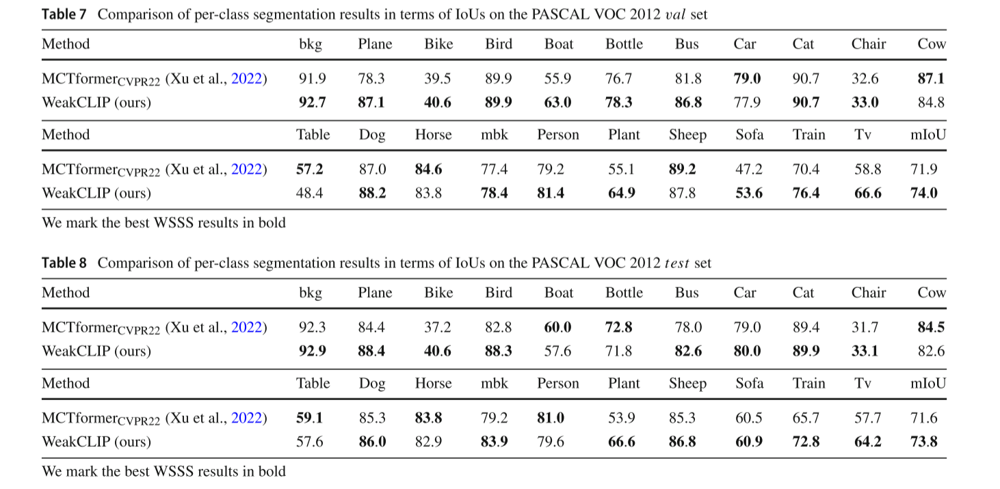 Table 7 Comparison of per-class segmentation results in terms of IoUs on the PASCAL VOC 2012 val set
Method bkg Plane Bike Bird Boat Bottle Bus Car Cat Chair Cow
MCTformerCVPR22 (Xu et al., 2022) 91.9 78.3 39.5 89.9 55.9 76.7 81.8 79.0 90.7 32.6 87.1
WeakCLIP (ours) 92.7 87.1 40.6 89.9 63.0 78.3 86.8 77.9 90.7 33.0 84.8
Method Table Dog Horse mbk Person Plant Sheep Sofa Train Tv mIoU
MCTformerCVPR22 (Xu et al., 2022) 57.2 87.0 84.6 77.4 79.2 55.1 89.2 47.2 70.4 58.8 71.9
WeakCLIP (ours) 48.4 88.2 83.8 78.4 81.4 64.9 87.8 53.6 76.4 66.6 74.0
We mark the best WSSS results in bold
Table 8 Comparison of per-class segmentation results in terms of IoUs on the PASCAL VOC 2012 test set
Method bkg Plane Bike Bird Boat Bottle Bus Car Cat Chair Cow
MCTformerCVPR22 (Xu et al., 2022) 92.3 84.4 37.2 82.8 60.0 72.8 78.0 79.0 89.4 31.7 84.5
WeakCLIP (ours) 92.9 88.4 40.6 88.3 57.6 71.8 82.6 80.0 89.9 33.1 82.6
Method Table Dog Horse mbk Person Plant Sheep Sofa Train Tv mIoU
MCTformerCVPR22 (Xu et al., 2022) 59.1 85.3 83.8 79.2 81.0 53.9 85.3 60.5 65.7 57.7 71.6
WeakCLIP (ours) 57.6 86.0 82.9 83.9 79.6 66.6 86.8 60.9 72.8 64.2 73.8
We mark the best WSSS results in bold